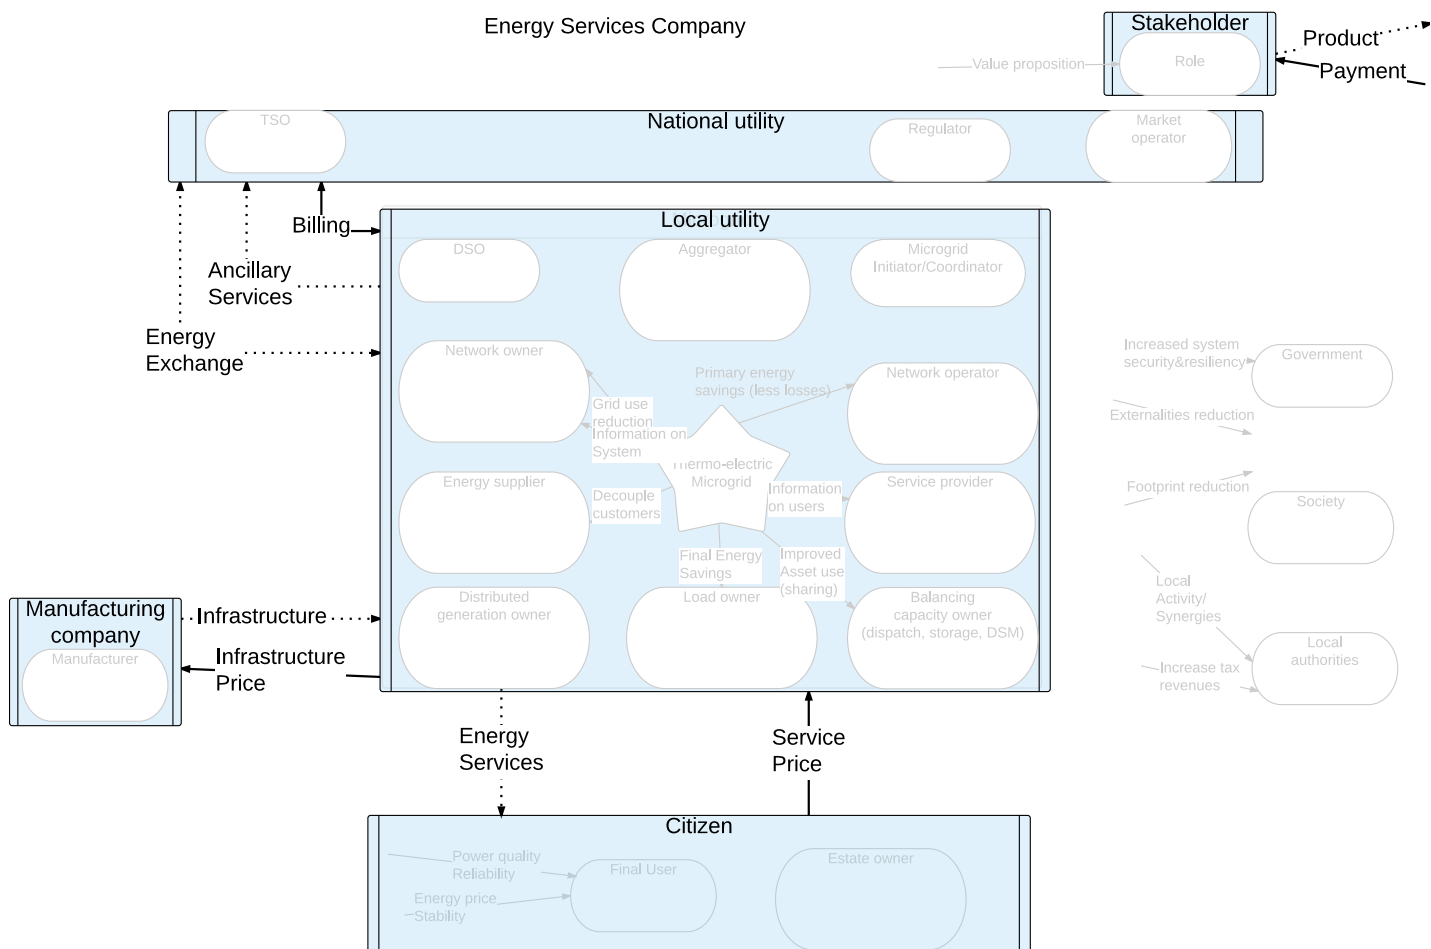 Energy Services Company
Stakeholder
Role
Value proposition
Product
Payment
National utility
TSO
Regulator
Market
operator
Billing
Ancillary
Services
Energy
Exchange
Local utility
DSO
Aggregator
Microgrid
Initiator/Coordinator
Network owner
Primary energy
savings (less losses)
Network operator
Grid use
reduction
Information on
System
Thermo-electric
Microgrid
Energy supplier
Decouple
customers
Information
on users
Service provider
Final Energy
Savings
Improved
Asset use
(sharing)
Distributed
generation owner
Load owner
Balancing
capacity owner
(dispatch, storage, DSM)
Increased system
security&resiliency
Government
Externalities reduction
Footprint reduction
Society
Local
Activity/
Synergies
Local
authorities
Increase tax
revenues
Manufacturing
company
Manufacturer
Infrastructure
Infrastructure
Price
Energy
Services
Service
Price
Citizen
Power quality
Reliability
Final User
Energy price
Stability
Estate owner